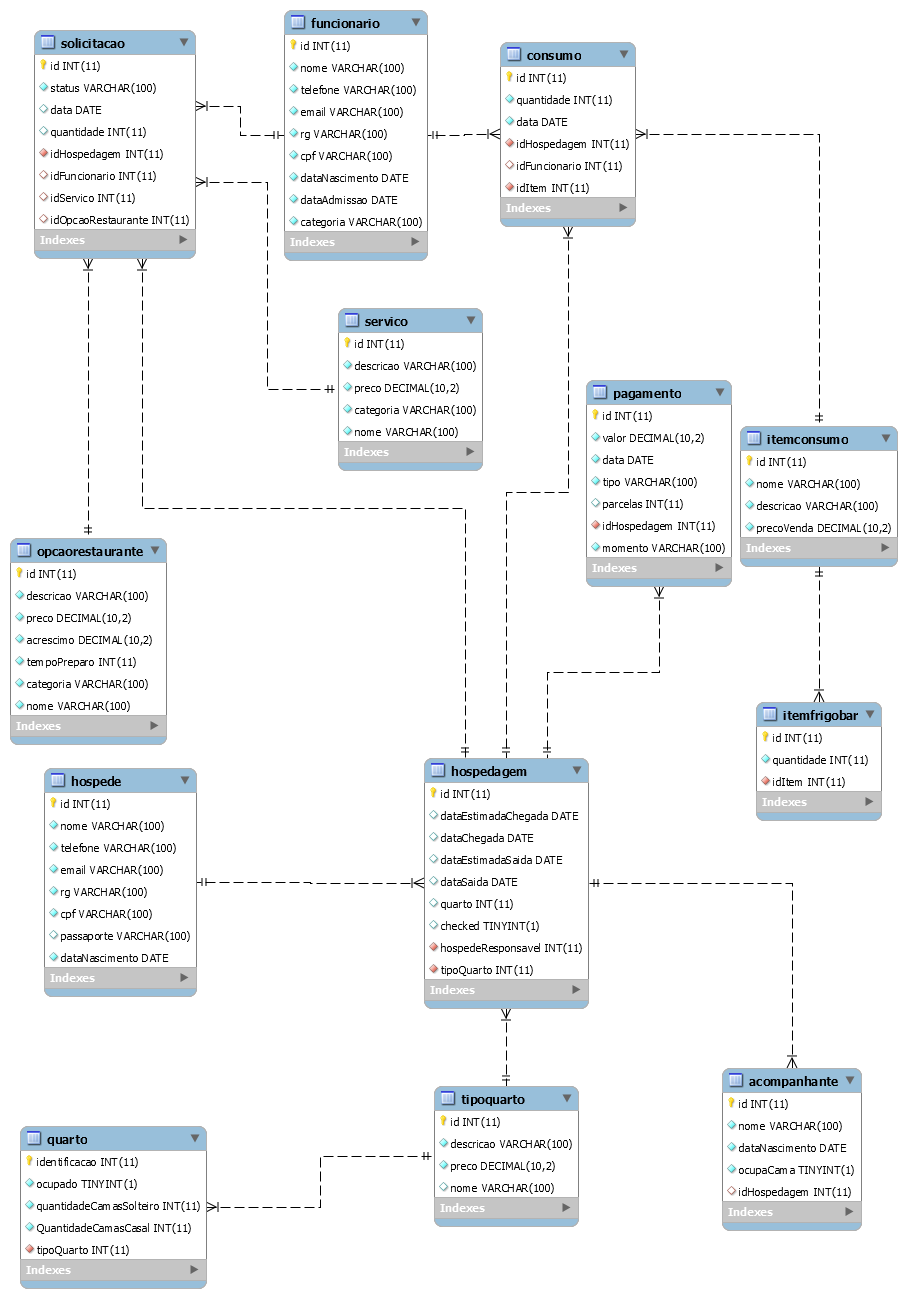 solicitacao
id INT(11)
status VARCHAR(100)
data DATE
quantidade INT(11)
idHospedagem INT(11)
idFuncionario INT(11)
idServico INT(11)
idOpcaoRestaurante INT(11)
Indexes
funcionario
id INT(11)
nome VARCHAR(100)
telefone VARCHAR(100)
email VARCHAR(100)
rg VARCHAR(100)
cpf VARCHAR(100)
dataNascimento DATE
dataAdmissao DATE
categoria VARCHAR(100)
Indexes
consumo
id INT(11)
quantidade INT(11)
data DATE
idHospedagem INT(11)
idFuncionario INT(11)
idItem INT(11)
Indexes
servico
id INT(11)
descricao VARCHAR(100)
preco DECIMAL(10,2)
categoria VARCHAR(100)
nome VARCHAR(100)
Indexes
pagamento
id INT(11)
valor DECIMAL(10,2)
data DATE
tipo VARCHAR(100)
parcelas INT(11)
idHospedagem INT(11)
momento VARCHAR(100)
Indexes
itemconsumo
id INT(11)
nome VARCHAR(100)
descricao VARCHAR(100)
precoVenda DECIMAL(10,2)
Indexes
opcaorestaurante
id INT(11)
descricao VARCHAR(100)
preco DECIMAL(10,2)
acrescimo DECIMAL(10,2)
tempoPreparo INT(11)
categoria VARCHAR(100)
nome VARCHAR(100)
Indexes
itemfrigobar
id INT(11)
quantidade INT(11)
idItem INT(11)
Indexes
hospede
id INT(11)
nome VARCHAR(100)
telefone VARCHAR(100)
email VARCHAR(100)
rg VARCHAR(100)
cpf VARCHAR(100)
passaporte VARCHAR(100)
dataNascimento DATE
Indexes
hospedagem
id INT(11)
dataEstimadaChegada DATE
dataChegada DATE
dataEstimadaSaida DATE
dataSaida DATE
quarto INT(11)
checked TINYINT(1)
hospedeResponsavel INT(11)
tipoQuarto INT(11)
Indexes
acompanhante
id INT(11)
nome VARCHAR(100)
dataNascimento DATE
ocupaCama TINYINT(1)
idHospedagem INT(11)
Indexes
tipoquarto
id INT(11)
descricao VARCHAR(100)
preco DECIMAL(10,2)
nome VARCHAR(100)
Indexes
quarto
identificacao INT(11)
ocupado TINYINT(1)
quantidadeCamasSolteiro INT(11)
QuantidadeCamasCasal INT(11)
tipoQuarto INT(11)
Indexes